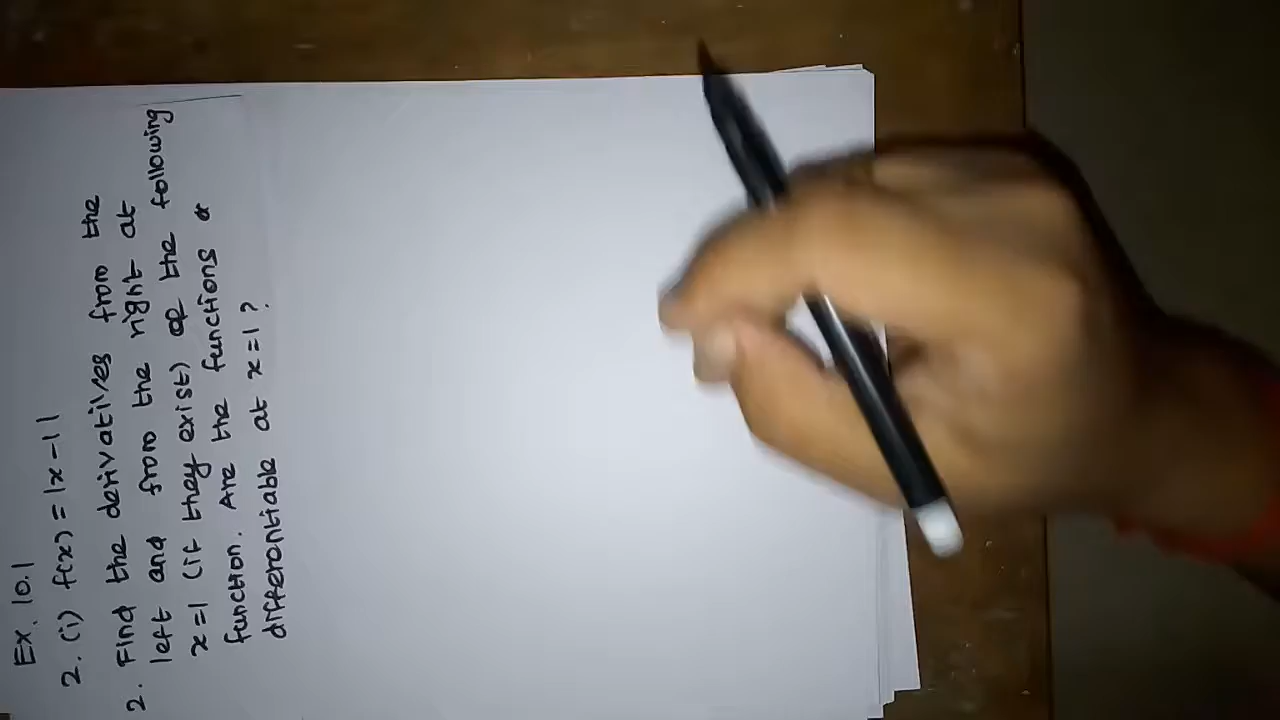 Ex. 10.1
2. (i) f(x) = |x-1|
2. Find the derivatives from the
left and from the right at
x=1 (if they exist) of the following
function. Are the functions
differentiable at x=1?